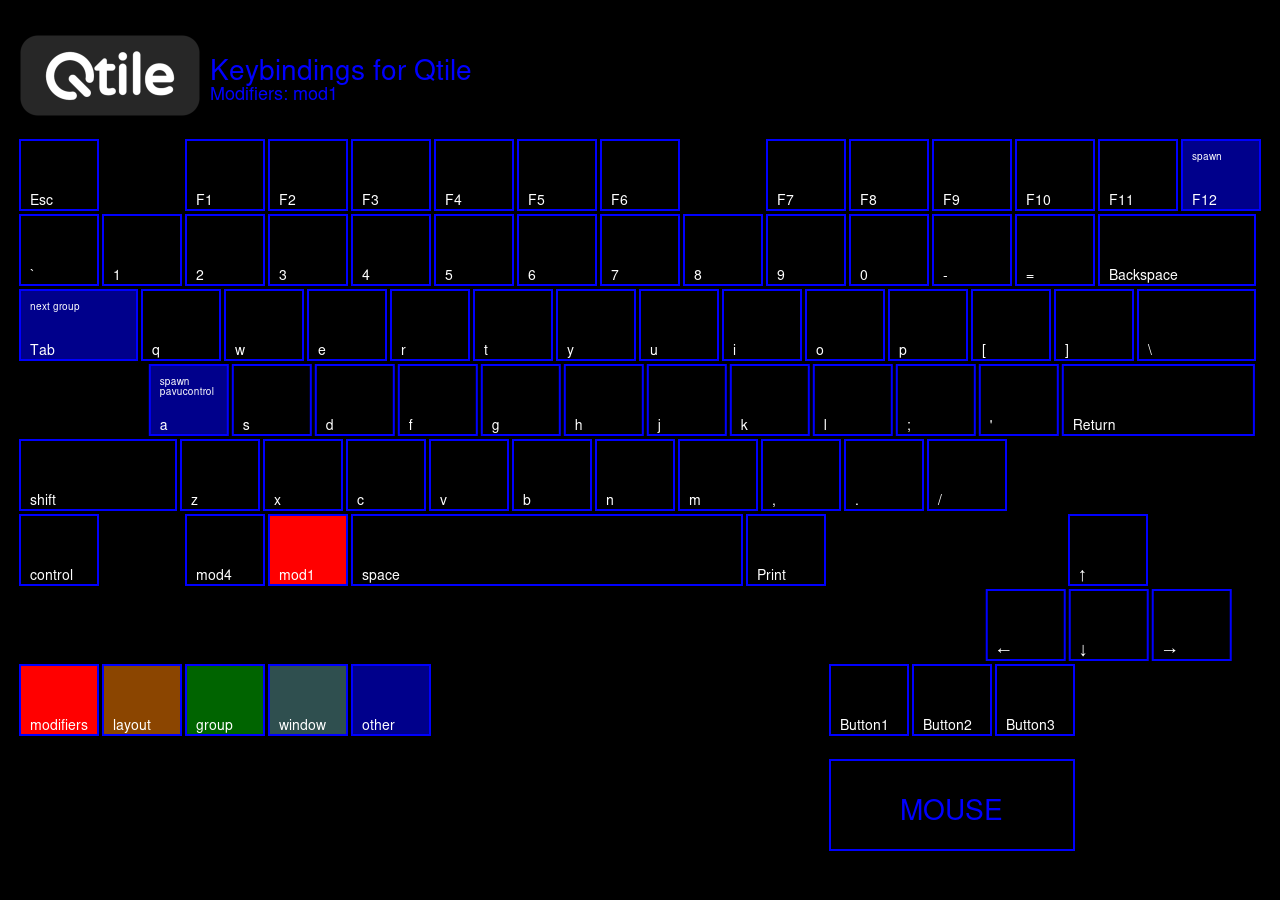 Qtile
Keybindings for Qtile
Modifiers: mod1
spawn
Esc F1 F2 F3 F4 F5 F6 F7 F8 F9 F10 F11 F12
` 1 2 3 4 5 6 7 8 9 0 - = Backspace
next group
Tab q w e r t y u i o p [ ] \
spawn
pavucontrol
a s d f g h j k l ; ' Return
shift z x c v b n m , . /
control mod4 mod1 space Print ↑
← ↓ →
modifiers layout group window other Button1 Button2 Button3
MOUSE